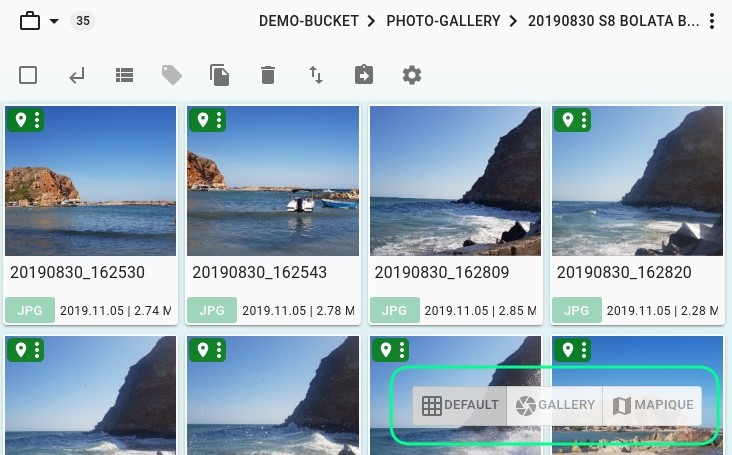 35 DEMO-BUCKET PHOTO-GALLERY 20190830 S8 BOLATA B...
20190830_162530 20190830_162543 20190830_162809 20190830_162820
JPG 2019.11.05 | 2.74 M JPG 2019.11.05 | 2.78 M JPG 2019.11.05 | 2.85 M JPG 2019.11.05 | 2.28 M
DEFAULT GALLERY MAPIQUE